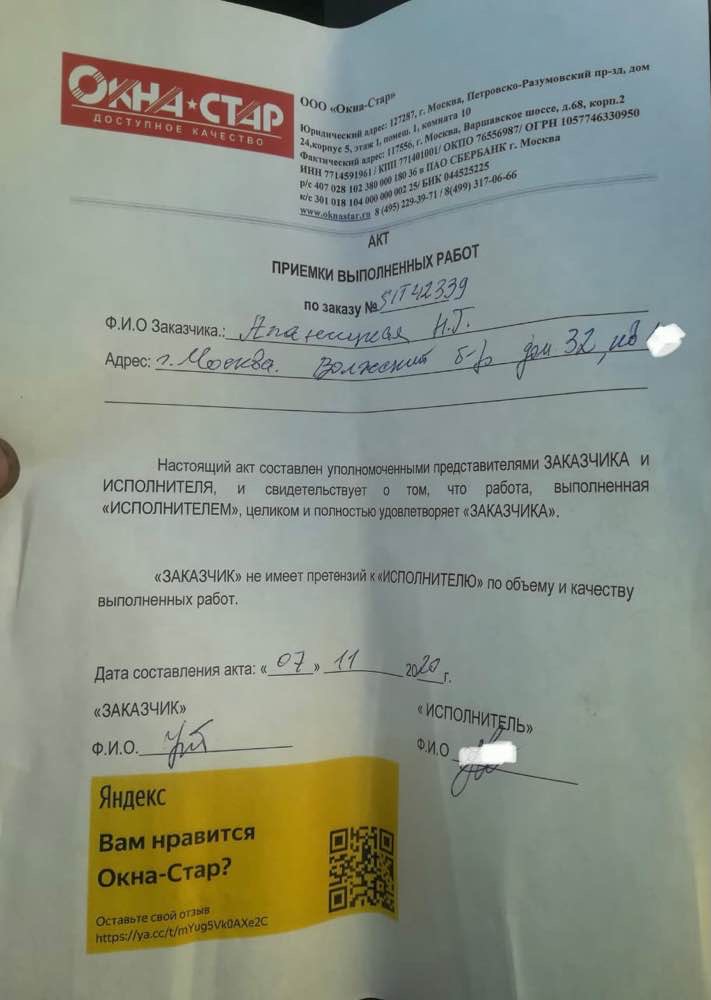 ОКНА★СТАР
ДОСТУПНОЕ КАЧЕСТВО
ООО «Окна-Стар»
Юридический адрес: 127287, г. Москва, Петровско-Разумовский пр-зд, дом
24,корпус 5, этаж 1, помещ. 1, комната 10
Фактический адрес: 117556, г. Москва, Варшавское шоссе, д.68, корп.2
ИНН 7714591961 / КПП 771401001/ ОКПО 76556987/ ОГРН 1057746330950
р/с 407 028 102 380 000 180 36 в ПАО СБЕРБАНК г. Москва
к/с 301 018 104 000 000 002 25/ БИК 044525225
www.oknastar.ru 8 (495) 229-39-71 / 8(499) 317-06-66
АКТ
ПРИЕМКИ ВЫПОЛНЕННЫХ РАБОТ
по заказу № 42339
Ф.И.О Заказчика.: Н.Г.
Адрес: г. Москва. Волжский б-р дом 32, кв
Настоящий акт составлен уполномоченными представителями ЗАКАЗЧИКА и
ИСПОЛНИТЕЛЯ, и свидетельствует о том, что работа, выполненная
«ИСПОЛНИТЕЛЕМ», целиком и полностью удовлетворяет «ЗАКАЗЧИКА».
«ЗАКАЗЧИК» не имеет претензий к «ИСПОЛНИТЕЛЮ» по объему и качеству
выполненных работ.
Дата составления акта: «07» 11 2020 г.
«ЗАКАЗЧИК» «ИСПОЛНИТЕЛЬ»
Ф.И.О. Ф.И.О
Яндекс
Вам нравится
Окна-Стар?
Оставьте свой отзыв
https://ya.cc/t/mYug5Vk0AXe2C